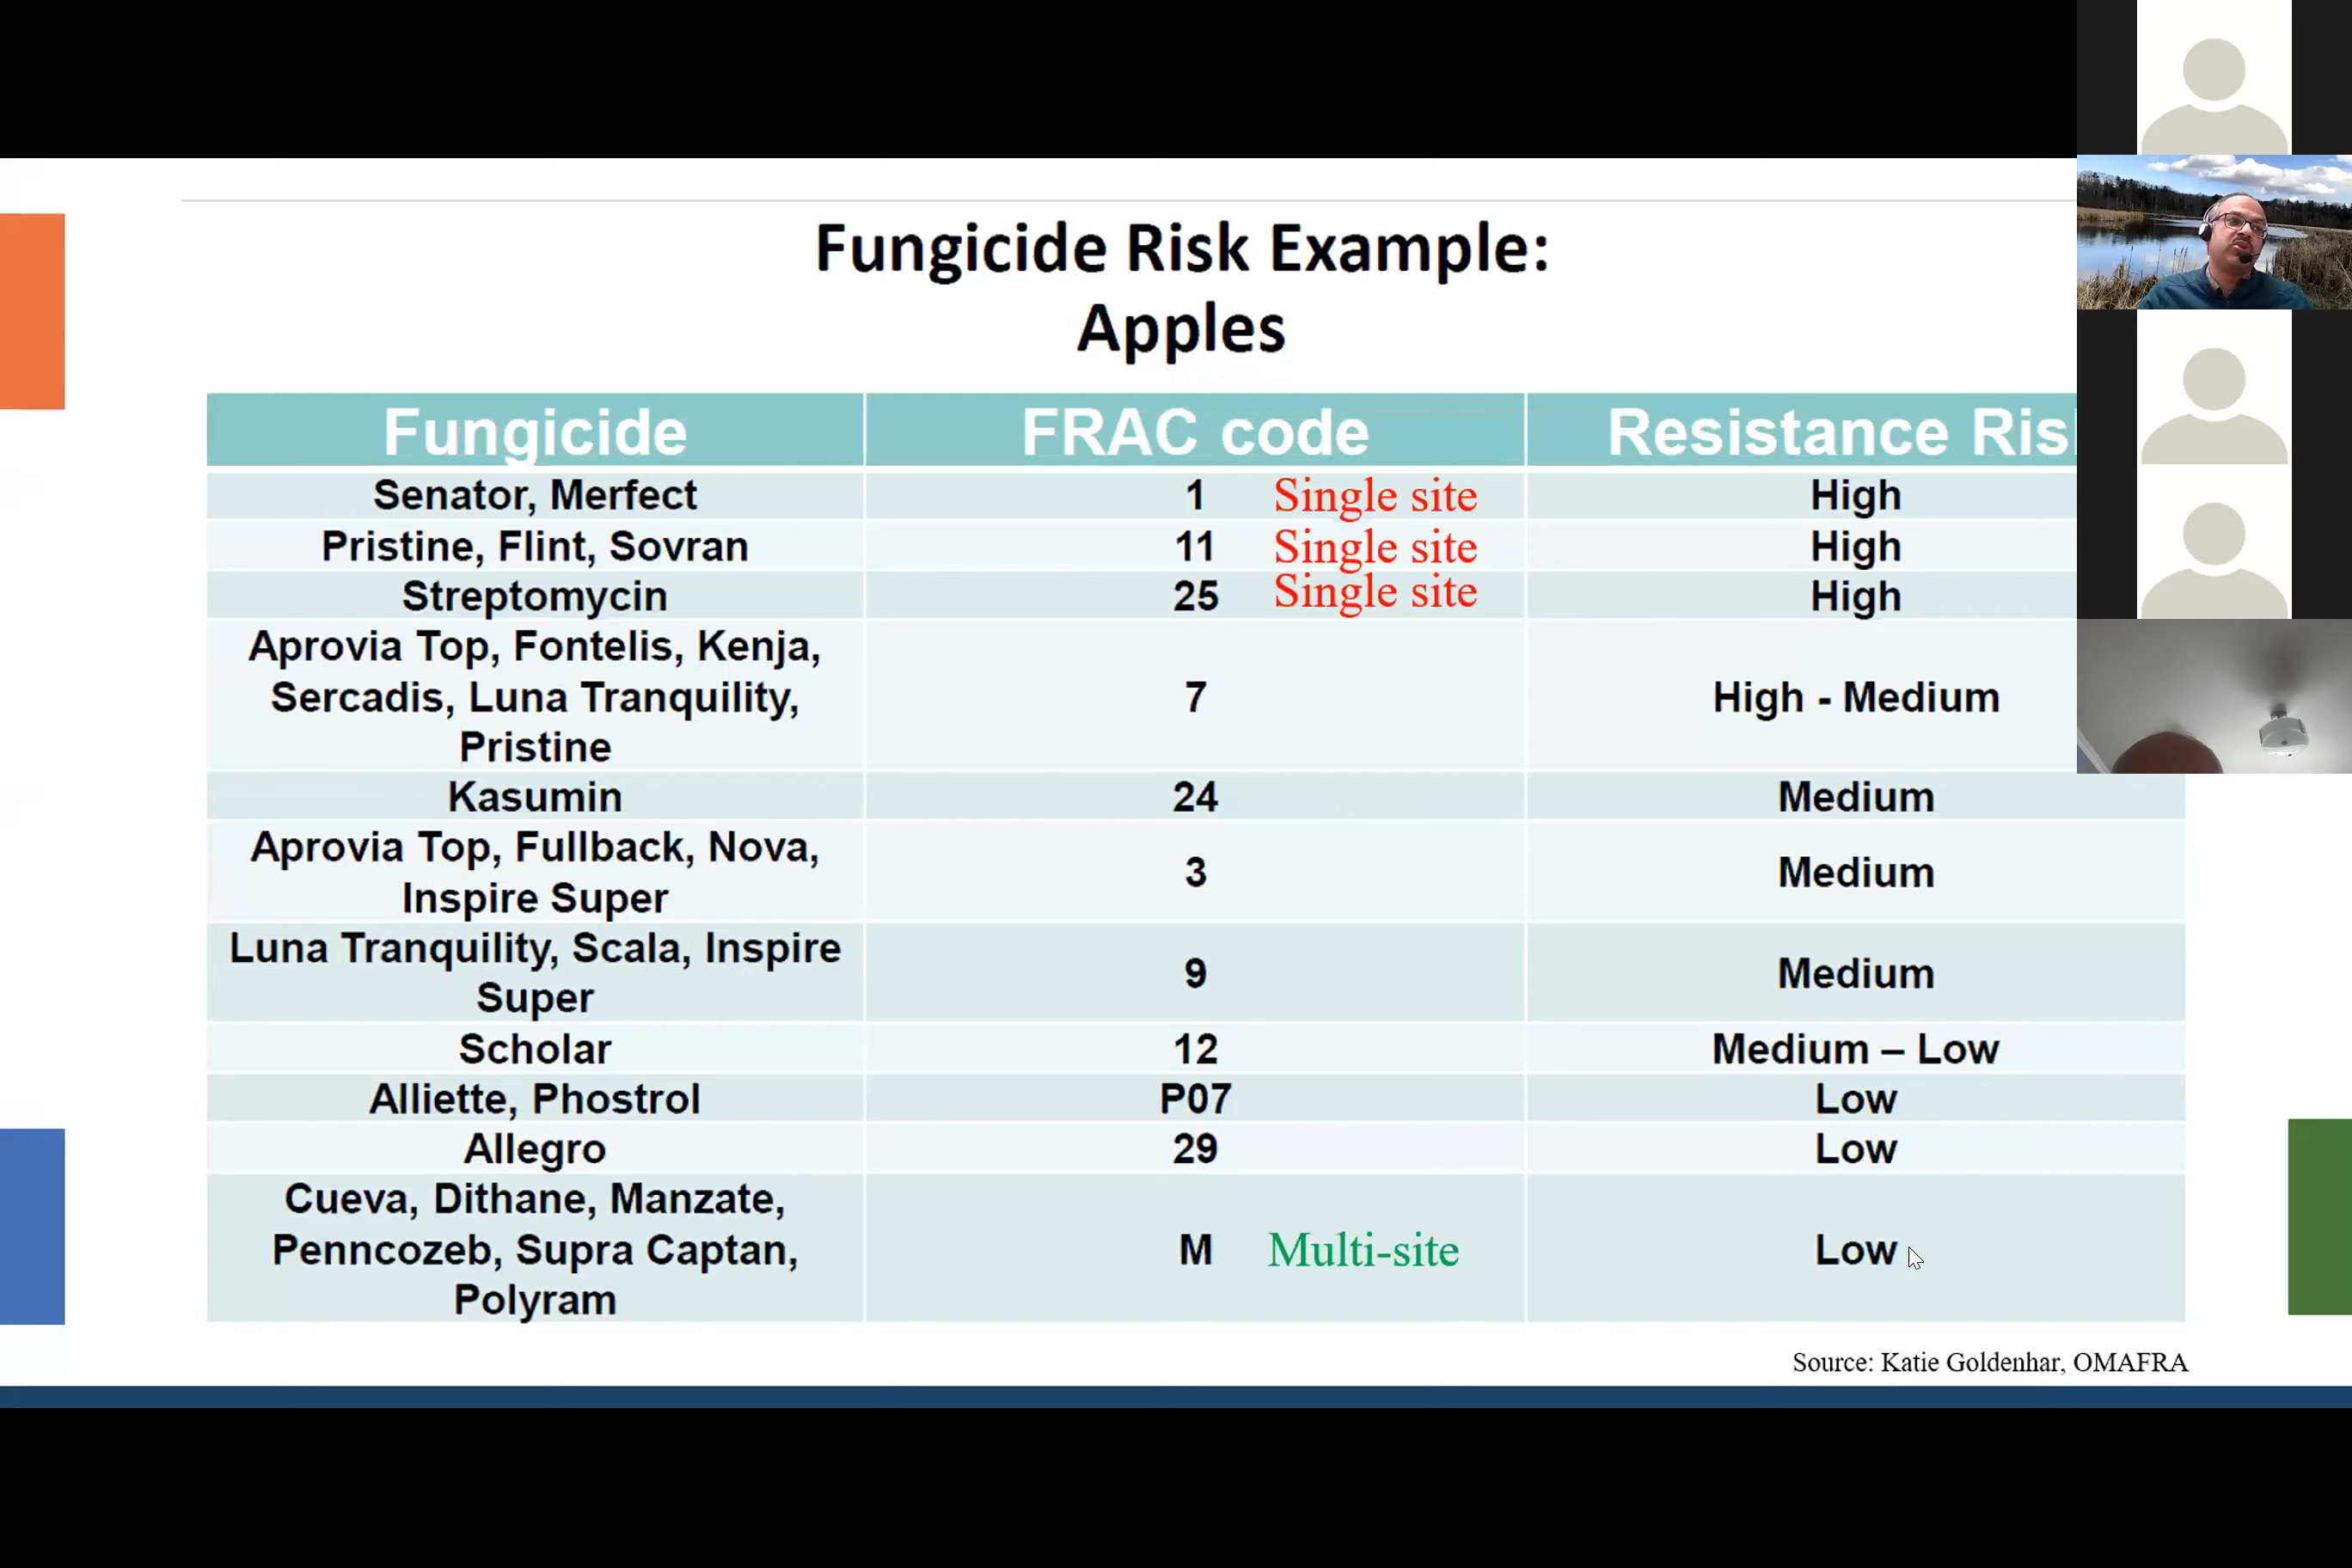 Fungicide Risk Example:
Apples
Fungicide FRAC code Resistance Ris
Senator, Merfect 1 Single site High
Pristine, Flint, Sovran 11 Single site High
Streptomycin 25 Single site High
Aprovia Top, Fontelis, Kenja,
Sercadis, Luna Tranquility, 7 High - Medium
Pristine
Kasumin 24 Medium
Aprovia Top, Fullback, Nova,
Inspire Super 3 Medium
Luna Tranquility, Scala, Inspire
Super 9 Medium
Scholar 12 Medium – Low
Alliette, Phostrol P07 Low
Allegro 29 Low
Cueva, Dithane, Manzate,
Penncozeb, Supra Captan, M Multi-site Low
Polyram
Source: Katie Goldenhar, OMAFRA